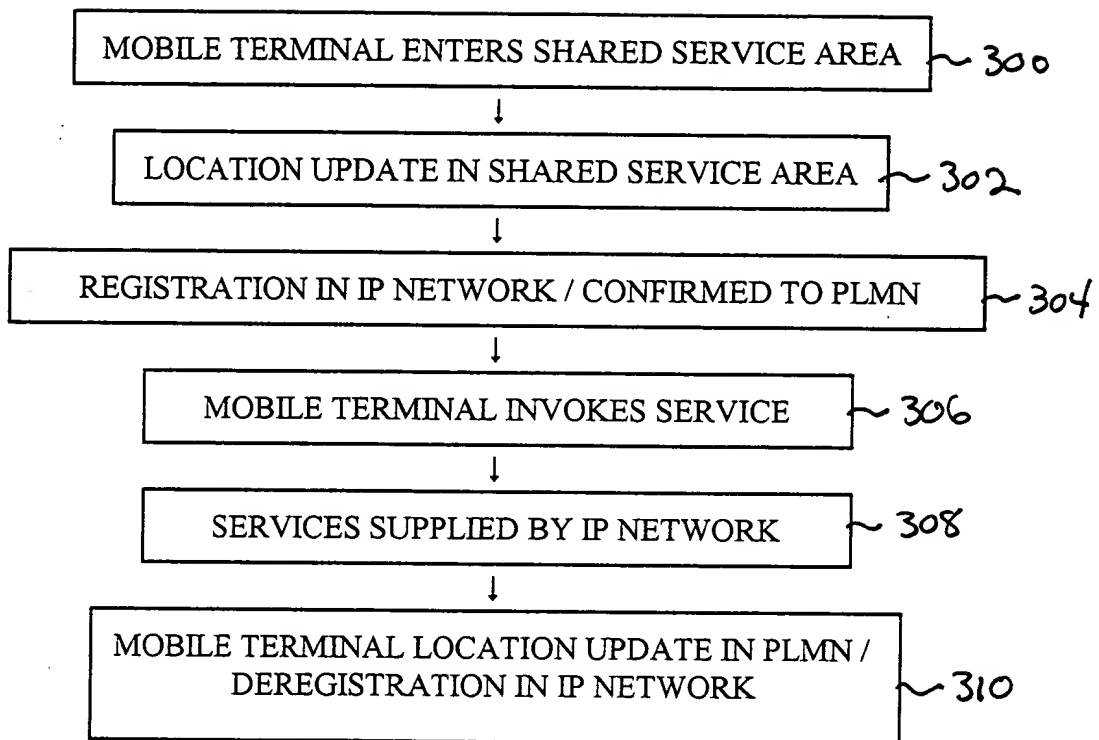 MOBILE TERMINAL ENTERS SHARED SERVICE AREA ~ 300
↓
LOCATION UPDATE IN SHARED SERVICE AREA ~ 302
↓
REGISTRATION IN IP NETWORK / CONFIRMED TO PLMN ~ 304
↓
MOBILE TERMINAL INVOKES SERVICE ~ 306
↓
SERVICES SUPPLIED BY IP NETWORK ~ 308
↓
MOBILE TERMINAL LOCATION UPDATE IN PLMN /
DEREGISTRATION IN IP NETWORK ~ 310